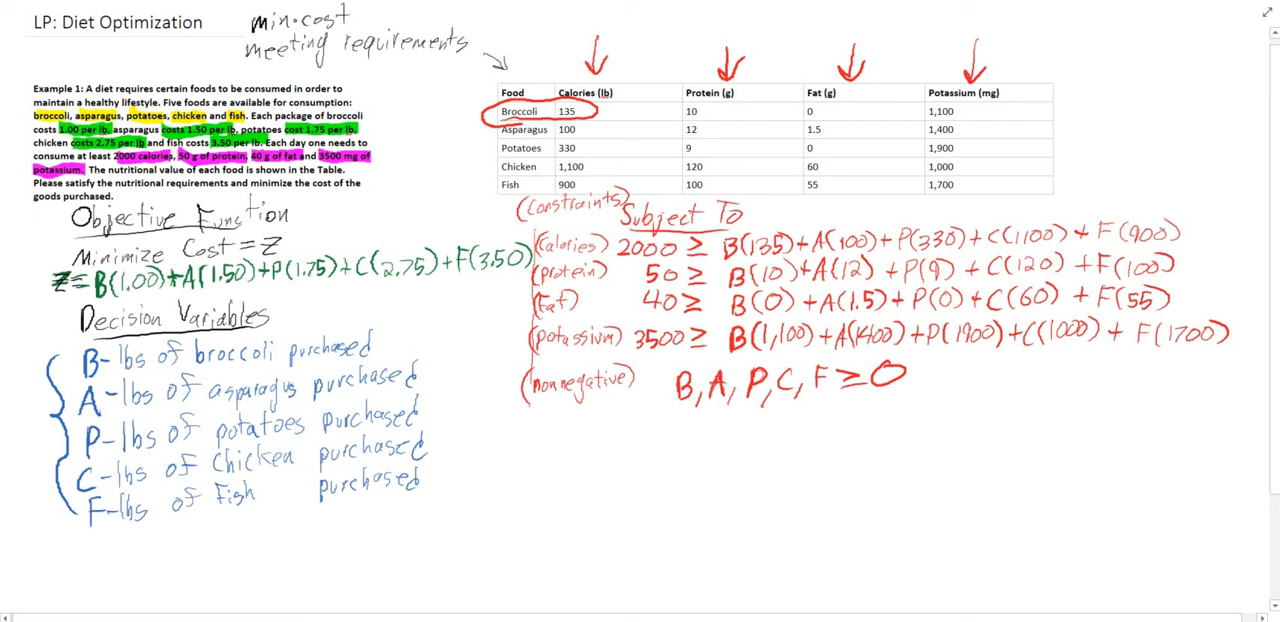 LP: Diet Optimization
min. cost
meeting requirements
Example 1: A diet requires certain foods to be consumed in order to
maintain a healthy lifestyle. Five foods are available for consumption:
broccoli, asparagus, potatoes, chicken and fish. Each package of broccoli
costs 1.00 per lb, asparagus costs 1.50 per lb, potatoes cost 1.75 per lb,
chicken costs 2.75 per lb and fish costs 3.50 per lb. Each day one needs to
consume at least 2000 calories, 50 g of protein, 40 g of fat and 3500 mg of
potassium. The nutritional value of each food is shown in the Table.
Please satisfy the nutritional requirements and minimize the cost of the
goods purchased.
Food Calories (lb) Protein (g) Fat (g) Potassium (mg)
Broccoli 135 10 0 1,100
Asparagus 100 12 1.5 1,400
Potatoes 330 9 0 1,900
Chicken 1,100 120 60 1,000
Fish 900 100 55 1,700
Objective Function
Minimize Cost = Z
Z = B(1.00) + A(1.50) + P(1.75) + C(2.75) + F(3.50)
Decision Variables
B - lbs of broccoli purchased
A - lbs of asparagus purchased
P - lbs of potatoes purchased
C - lbs of chicken purchased
F - lbs of Fish purchased
(Constraints) Subject To
(Calories) 2000 ≥ B(135) + A(100) + P(330) + C(1100) + F(900)
(protein) 50 ≥ B(10) + A(12) + P(9) + C(120) + F(100)
(Fat) 40 ≥ B(0) + A(1.5) + P(0) + C(60) + F(55)
(potassium) 3500 ≥ B(1,100) + A(1400) + P(1900) + C(1000) + F(1700)
(nonnegative) B, A, P, C, F ≥ 0